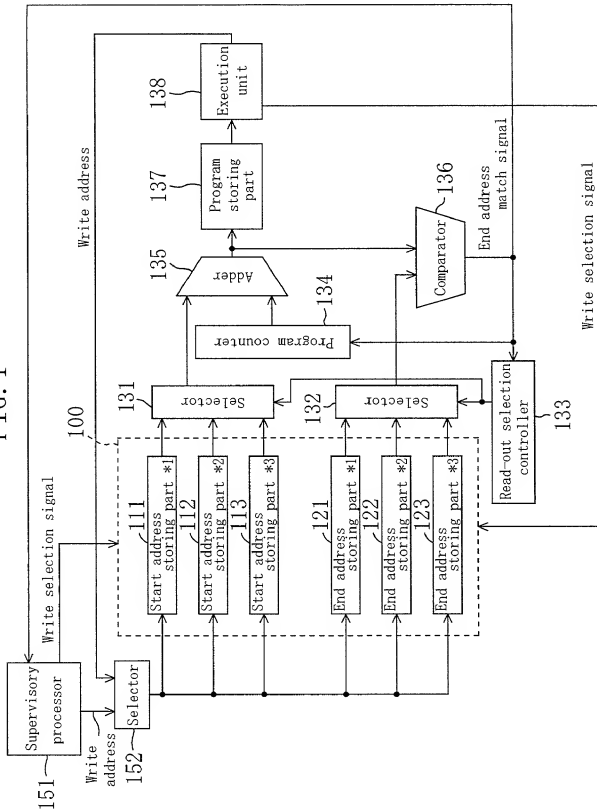 FIG. 1
151
Supervisory
processor
Write selection signal
Write
address
152
Selector
Write address
100
111
Start address
storing part *1
112
Start address
storing part *2
113
Start address
storing part *3
121
End address
storing part *1
122
End address
storing part *2
123
End address
storing part *3
131
Selector
132
Selector
133
Read-out selection
controller
134
Program counter
135
Adder
136
Comparator
137
Program
storing
part
138
Execution
unit
End address
match signal
Write selection signal